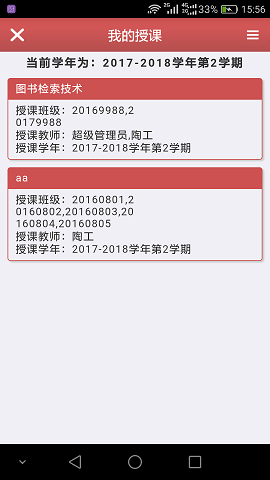 2G 4G 2G 33% 15:56
我的授课
当前学年为：2017-2018学年第2学期
图书检索技术
授课班级：20169988,2
0179988
授课教师：超级管理员,陶工
授课学年：2017-2018学年第2学期
aa
授课班级：20160801,2
0160802,20160803,20
160804,20160805
授课教师：陶工
授课学年：2017-2018学年第2学期